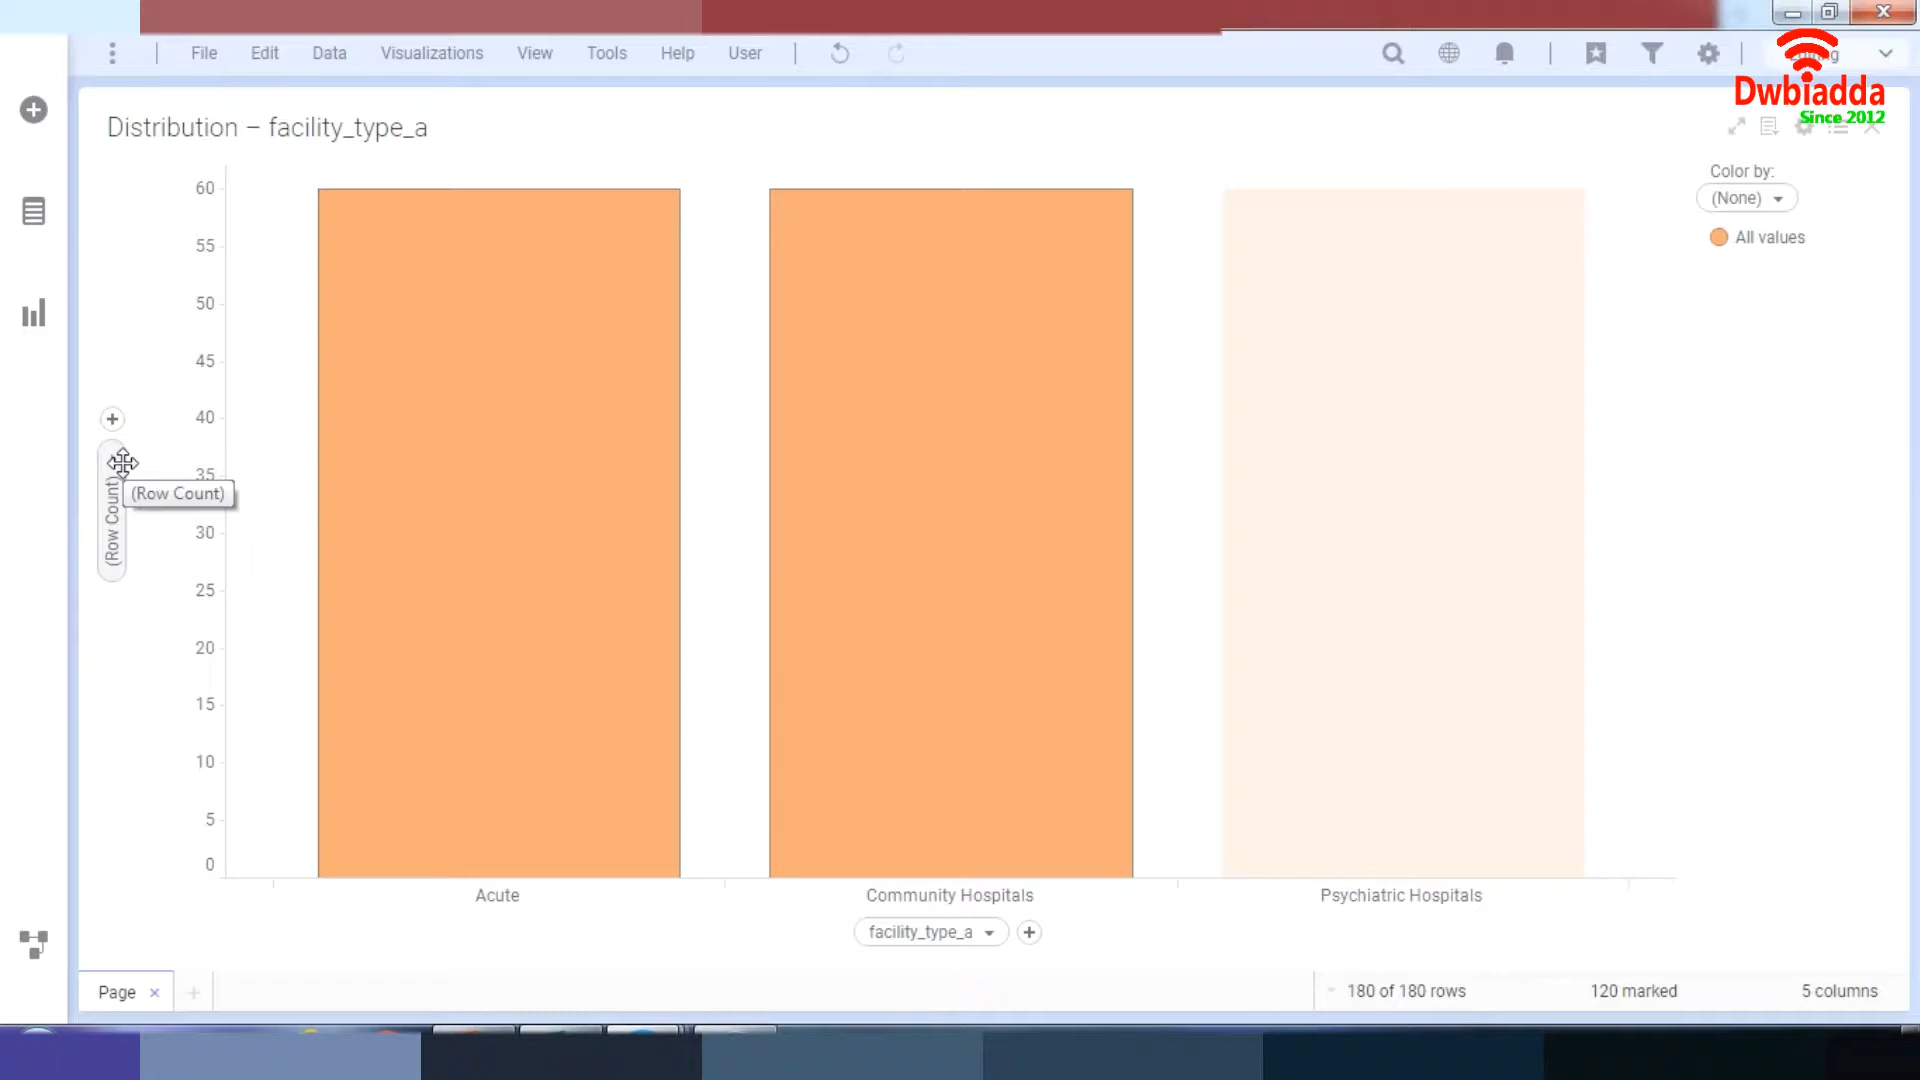 File Edit Data Visualizations View Tools Help User
Dwbiadda
Since 2012
Distribution – facility_type_a
Color by:
(None)
All values
60
55
50
45
40
35
30
25
20
15
10
5
0
(Row Count)
(Row Count)
Acute Community Hospitals Psychiatric Hospitals
facility_type_a
Page
180 of 180 rows 120 marked 5 columns